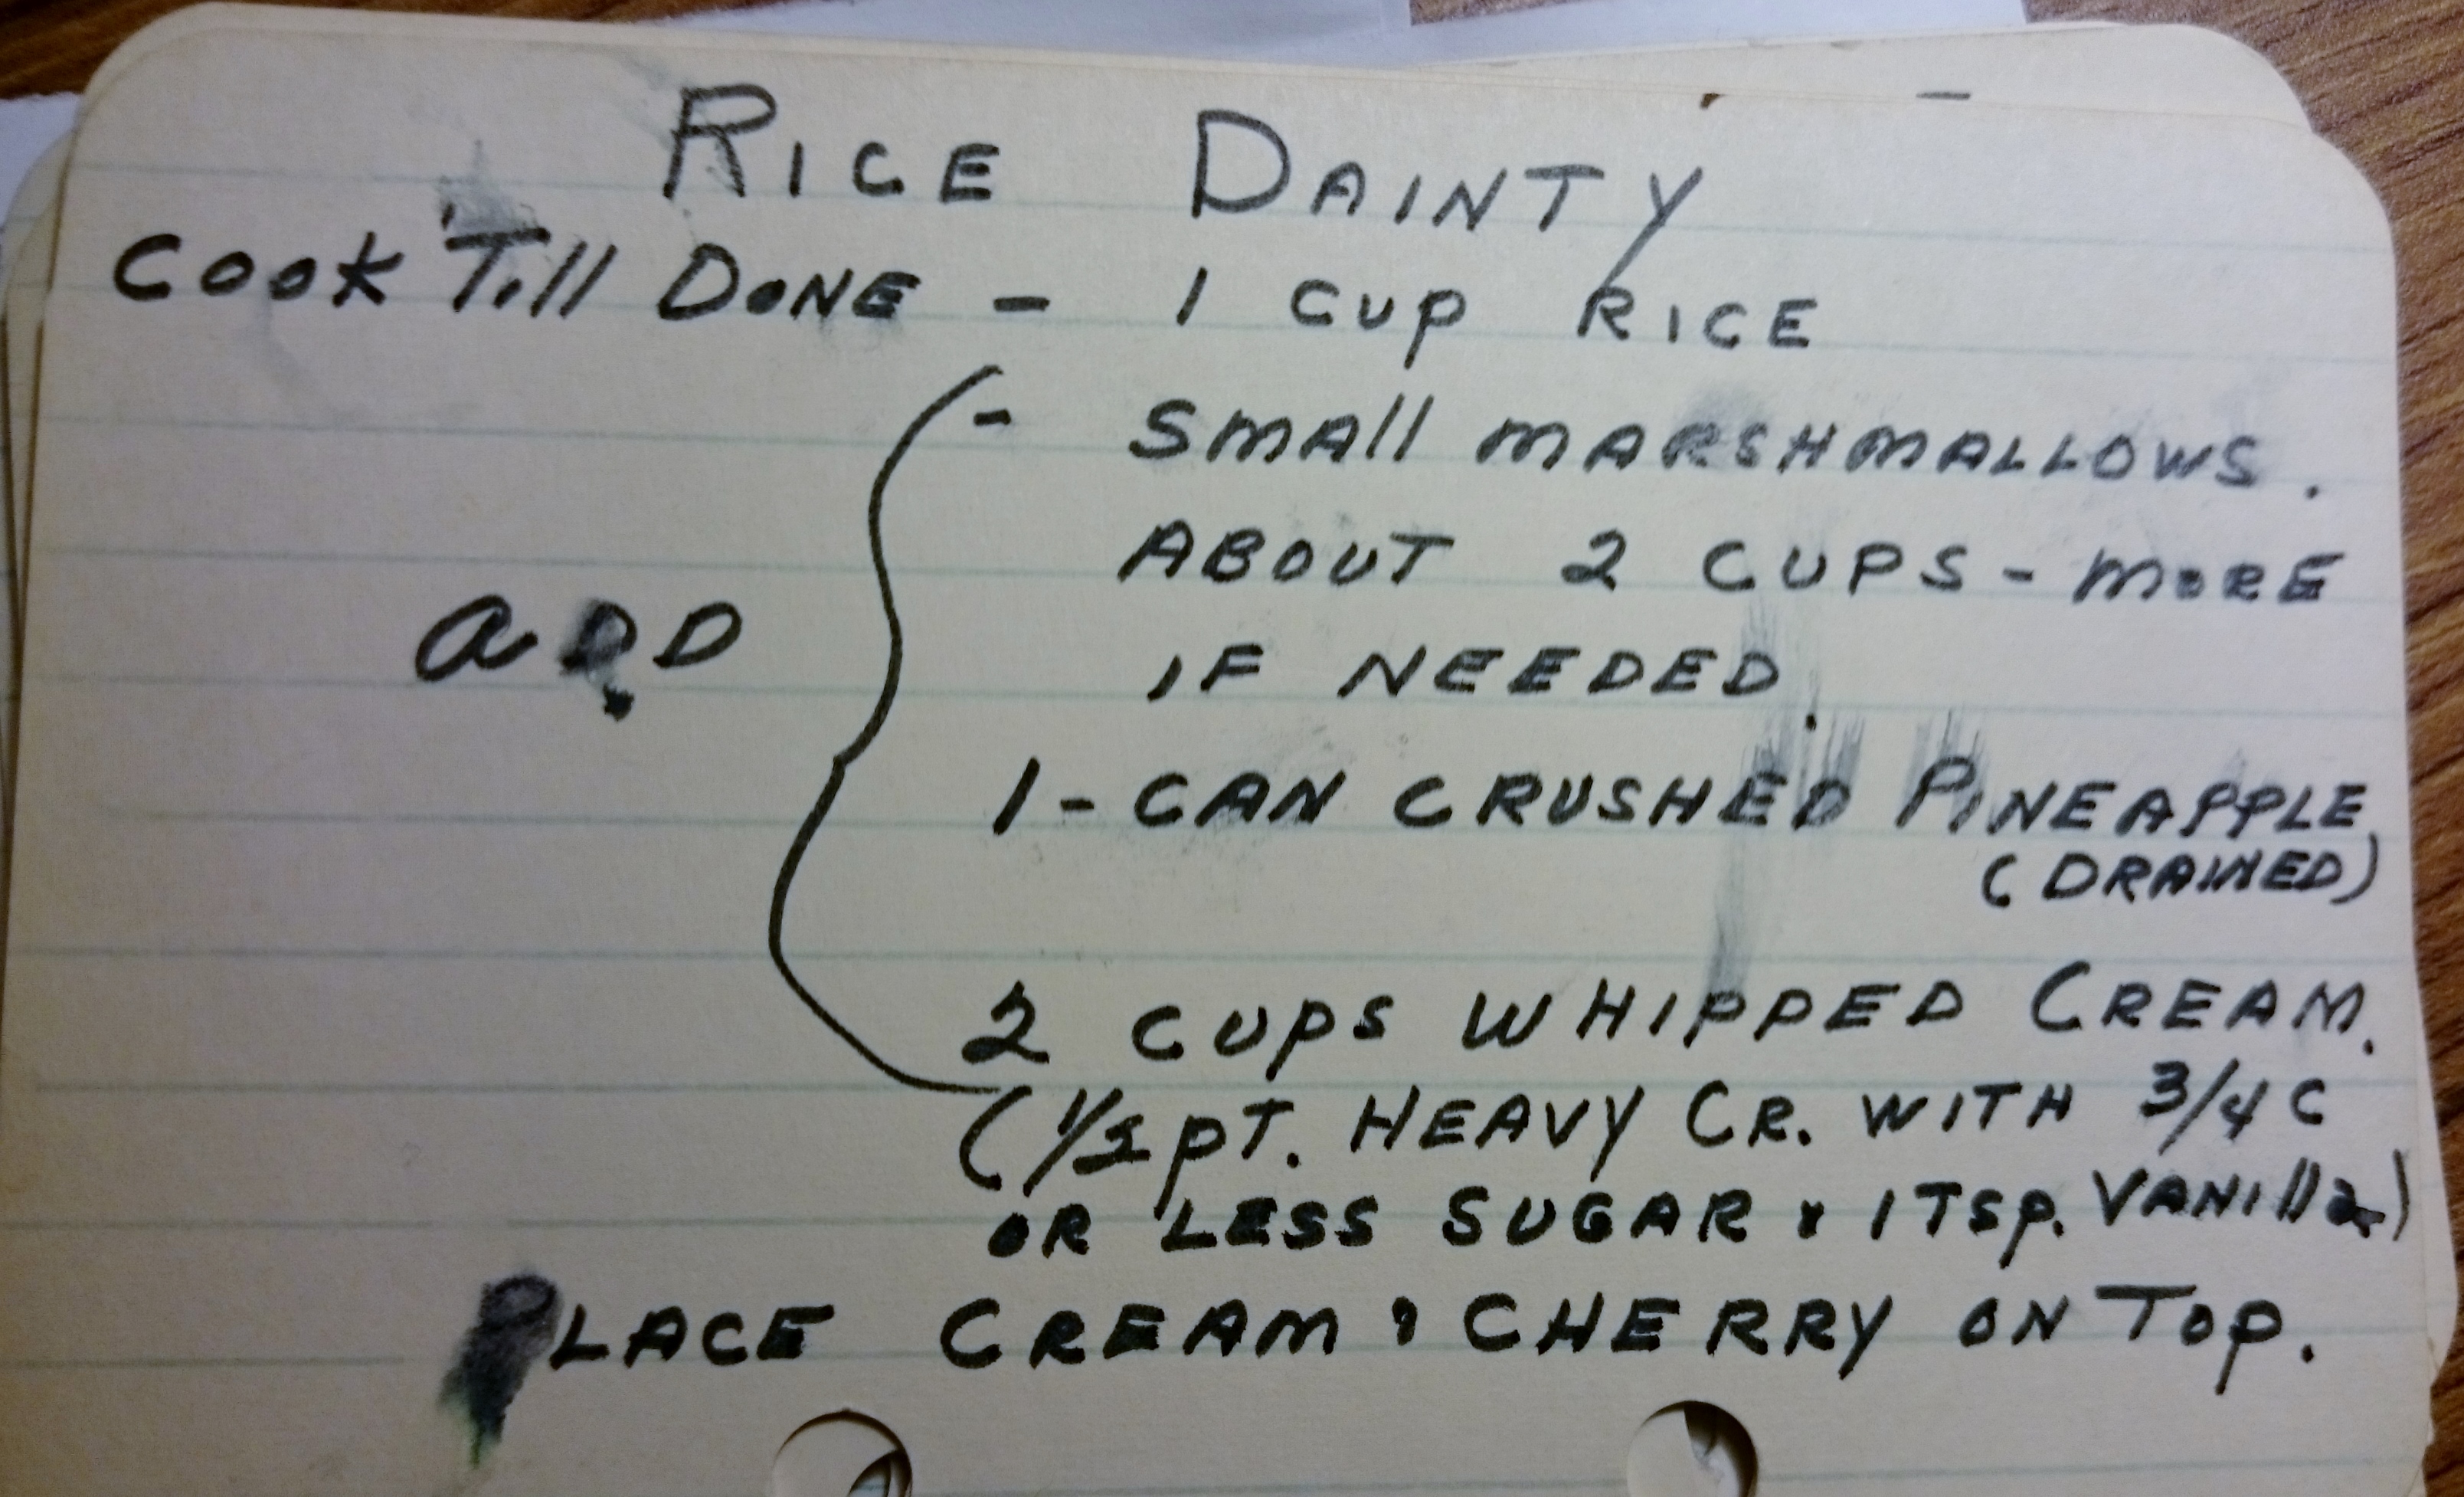 RICE DAINTY
COOK TILL DONE - 1 CUP RICE
- SMALL MARSHMALLOWS.
ABOUT 2 CUPS - MORE
ADD
IF NEEDED.
1 - CAN CRUSHED PINEAPPLE
(DRAINED)
2 CUPS WHIPPED CREAM.
(1/2 PT. HEAVY CR. WITH 3/4 C
OR LESS SUGAR & 1 TSP. VANILLA)
PLACE CREAM & CHERRY ON TOP.